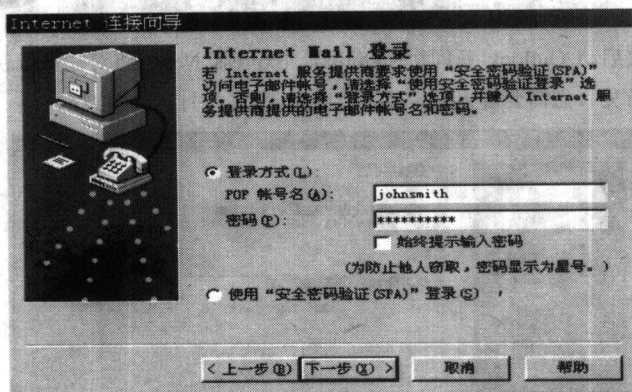 Internet 连接向导
Internet Mail 登录
若 Internet 服务提供商要求使用“安全密码验证(SPA)”
访问电子邮件帐号，请选择“使用安全密码验证登录”选
项。否则，请选择“登录方式”选项，并键入 Internet 服
务提供商提供的电子邮件帐号名和密码。
登录方式(L)
POP 帐号名(A):
johnsmith
密码(P):
**********
始终提示输入密码
(为防止他人窃取，密码显示为星号。)
使用“安全密码验证(SPA)”登录(S)
< 上一步(B)
下一步(X) >
取消
帮助